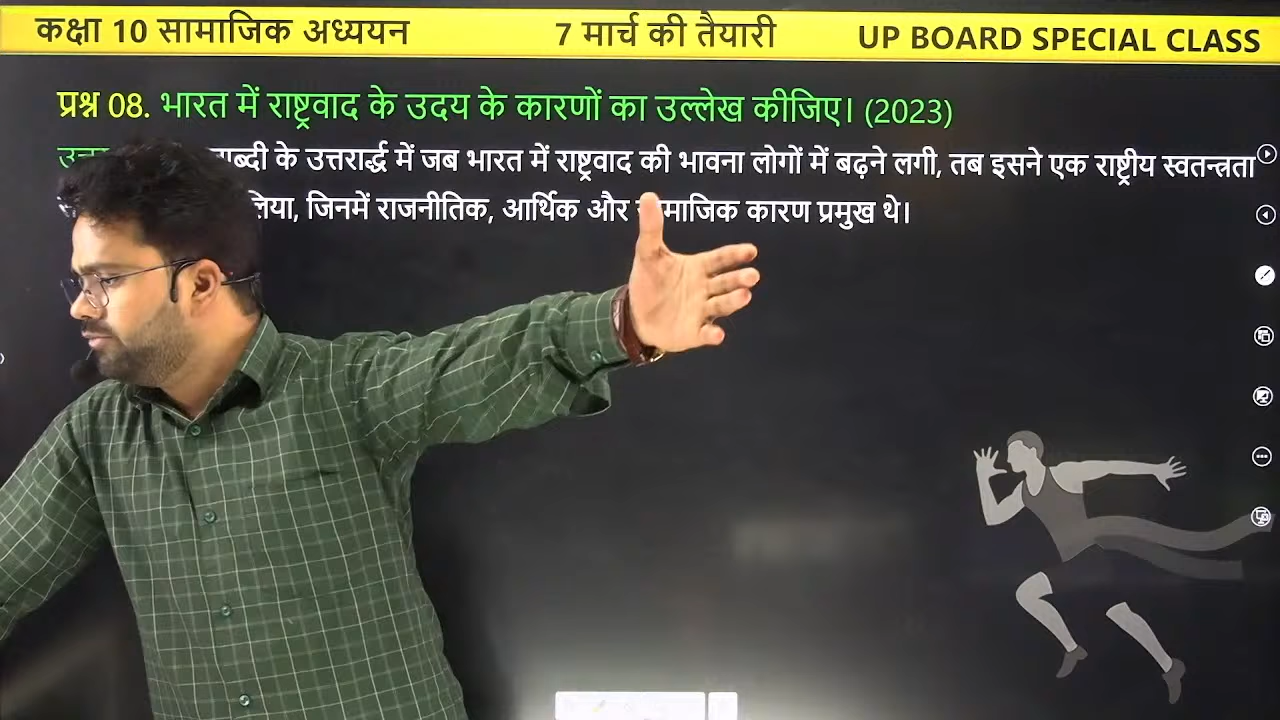 कक्षा 10 सामाजिक अध्ययन 7 मार्च की तैयारी UP BOARD SPECIAL CLASS
प्रश्न 08. भारत में राष्ट्रवाद के उदय के कारणों का उल्लेख कीजिए। (2023)
के उत्तरार्द्ध में जब भारत में राष्ट्रवाद की भावना लोगों में बढ़ने लगी, तब इसने एक राष्ट्रीय स्वतन्त्रता
जिनमें राजनीतिक, आर्थिक और कारण प्रमुख थे।